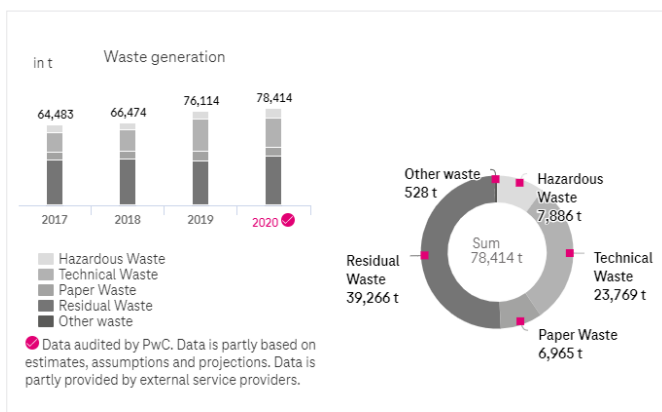 Waste generation
in t
64,483
66,474
76,114
78,414
2017
2018
2019
2020
Hazardous Waste
Technical Waste
Paper Waste
Residual Waste
Other waste
Data audited by PwC. Data is partly based on
estimates, assumptions and projections. Data is
partly provided by external service providers.
Other waste
528 t
Hazardous
Waste
7,886 t
Sum
78,414 t
Residual
Waste
39,266 t
Technical
Waste
23,769 t
Paper Waste
6,965 t